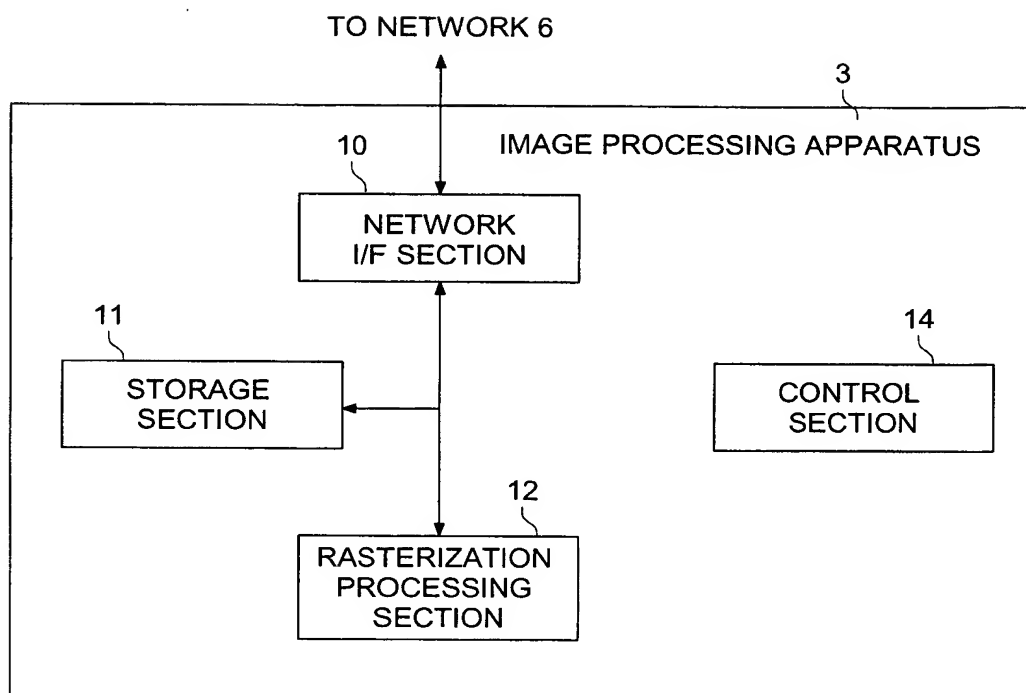 TO NETWORK 6
3
IMAGE PROCESSING APPARATUS
10
NETWORK
I/F SECTION
11
STORAGE
SECTION
14
CONTROL
SECTION
12
RASTERIZATION
PROCESSING
SECTION